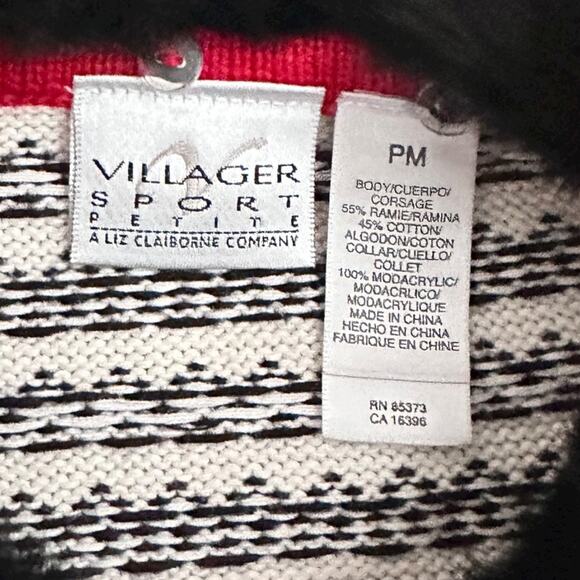 VILLAGER
SPORT
PETITE
A LIZ CLAIBORNE COMPANY
PM
BODY/CUERPO/
CORSAGE
55% RAMIE/RAMINA
45% COTTON/
ALGODON/COTON
COLLAR/CUELLO/
COLLET
100% MODACRYLIC/
MODACRLICO/
MODACRYLIQUE
MADE IN CHINA
HECHO EN CHINA
FABRIQUE EN CHINE
RN 85373
CA 16396